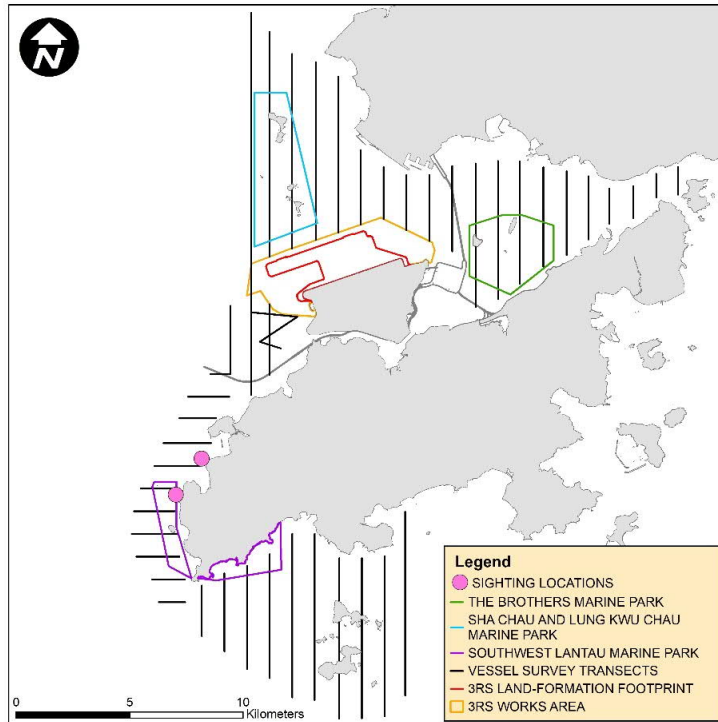 N
Legend
SIGHTING LOCATIONS
THE BROTHERS MARINE PARK
SHA CHAU AND LUNG KWU CHAU
MARINE PARK
SOUTHWEST LANTAU MARINE PARK
VESSEL SURVEY TRANSECTS
3RS LAND-FORMATION FOOTPRINT
3RS WORKS AREA
0 5 10
Kilometers